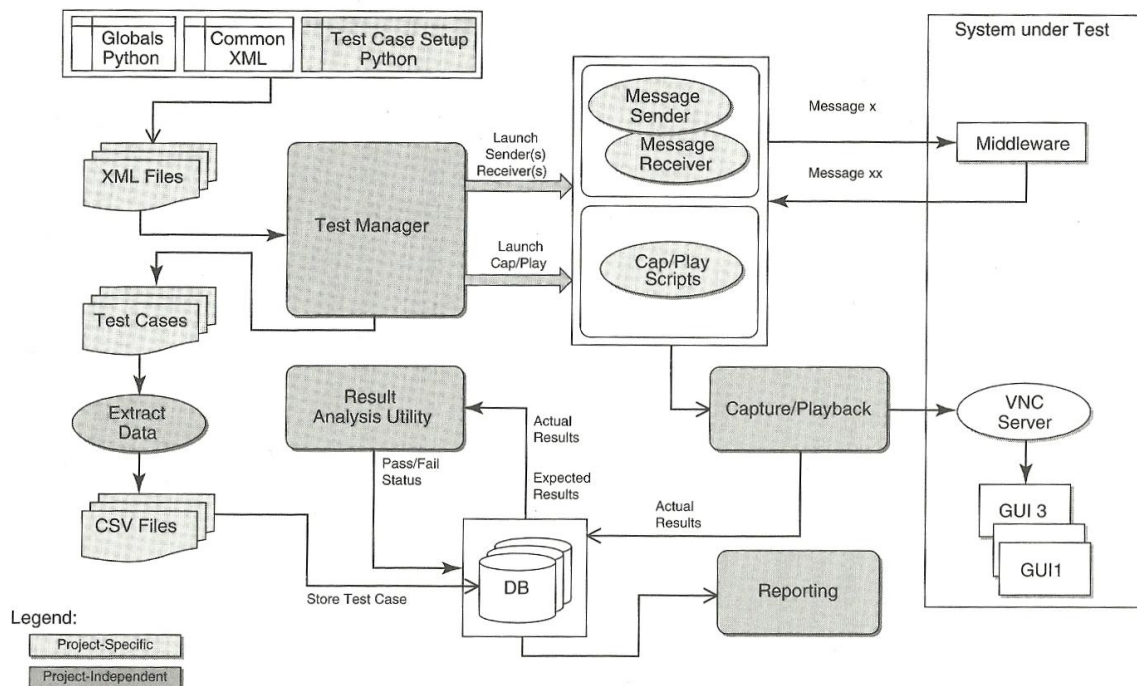 Globals
Python
Common
XML
Test Case Setup
Python
System under Test
Message
Sender
Message
Receiver
Message x
Middleware
Message xx
Launch
Sender(s)
Receiver(s)
XML Files
Test Manager
Launch
Cap/Play
Cap/Play
Scripts
Test Cases
Extract
Data
Result
Analysis Utility
Actual
Results
Capture/Playback
VNC
Server
Pass/Fail
Status
Expected
Results
Actual
Results
CSV Files
GUI 3
GUI1
DB
Reporting
Store Test Case
Legend:
Project-Specific
Project-Independent